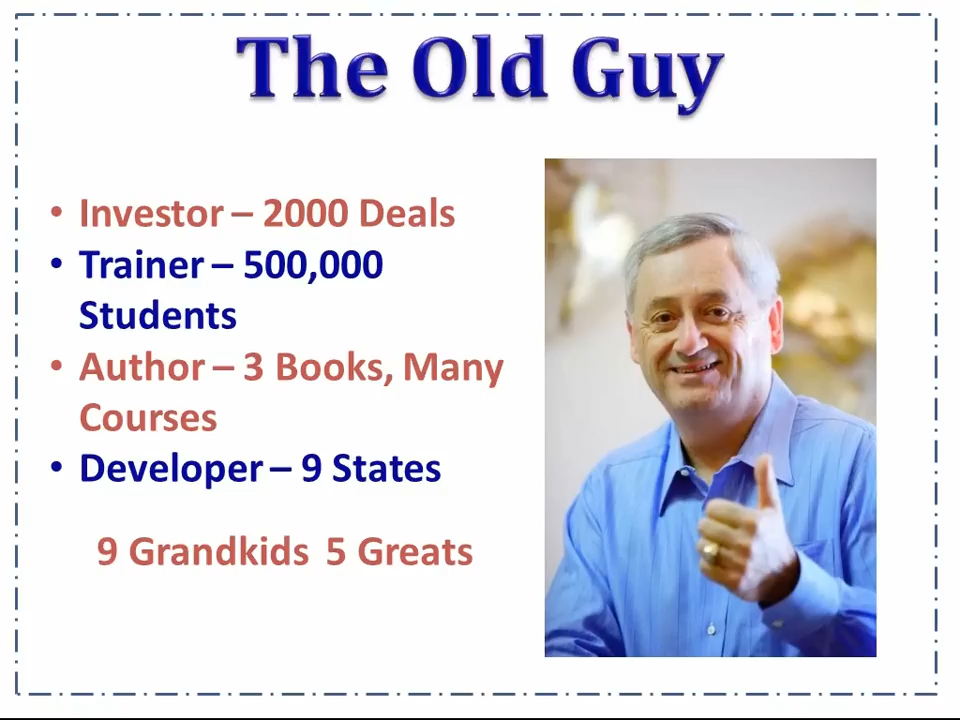 The Old Guy
• Investor – 2000 Deals
• Trainer – 500,000
Students
• Author – 3 Books, Many
Courses
• Developer – 9 States
9 Grandkids 5 Greats